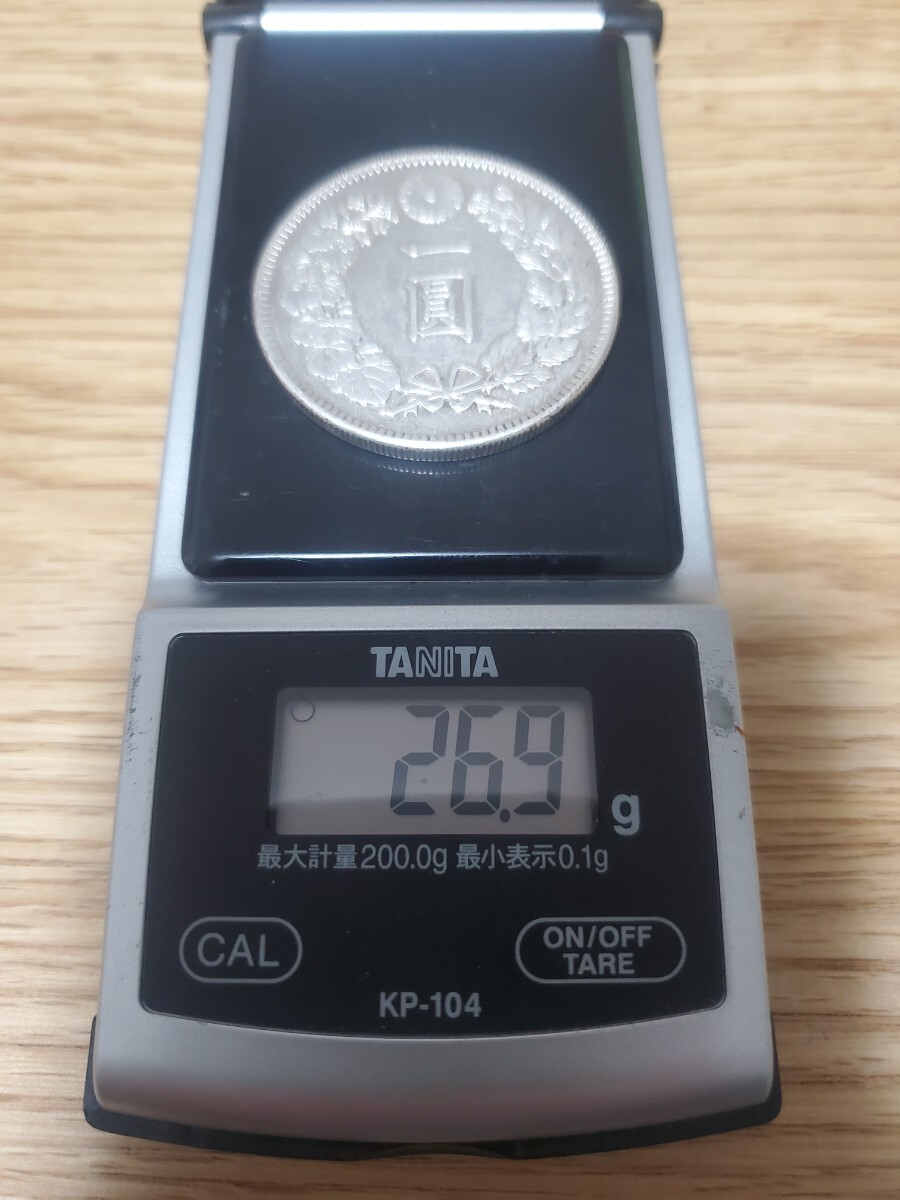 一圓
TANITA
26.9 g
最大計量200.0g 最小表示0.1g
CAL
ON/OFF
TARE
KP-104